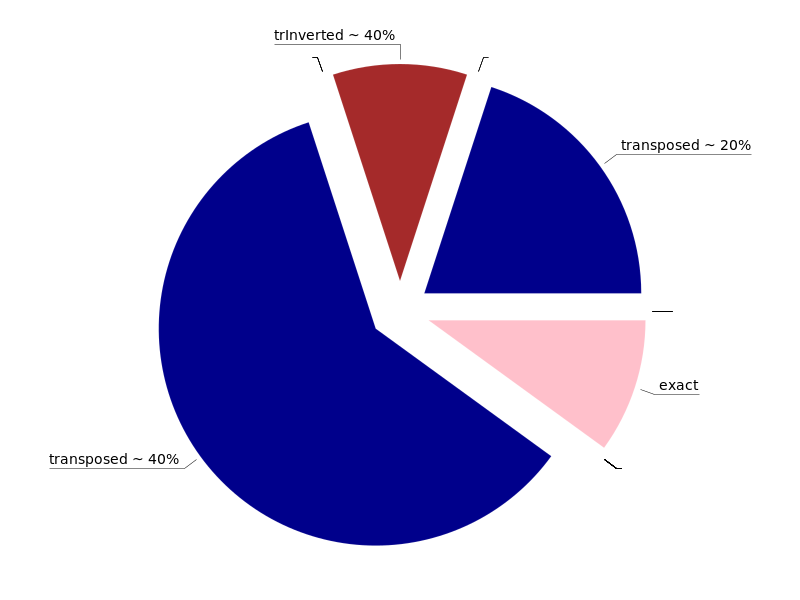 trInverted ~ 40%
transposed ~ 20%
exact
transposed ~ 40%